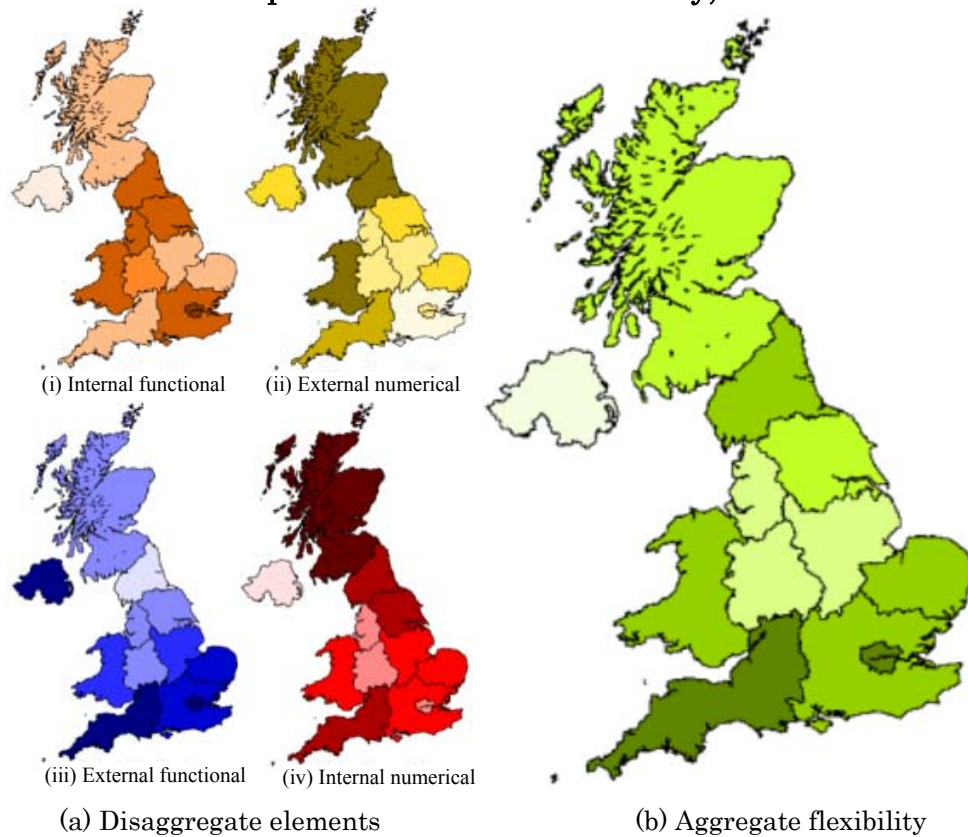 (i) Internal functional
(ii) External numerical
(iii) External functional
(iv) Internal numerical
(a) Disaggregate elements
(b) Aggregate flexibility